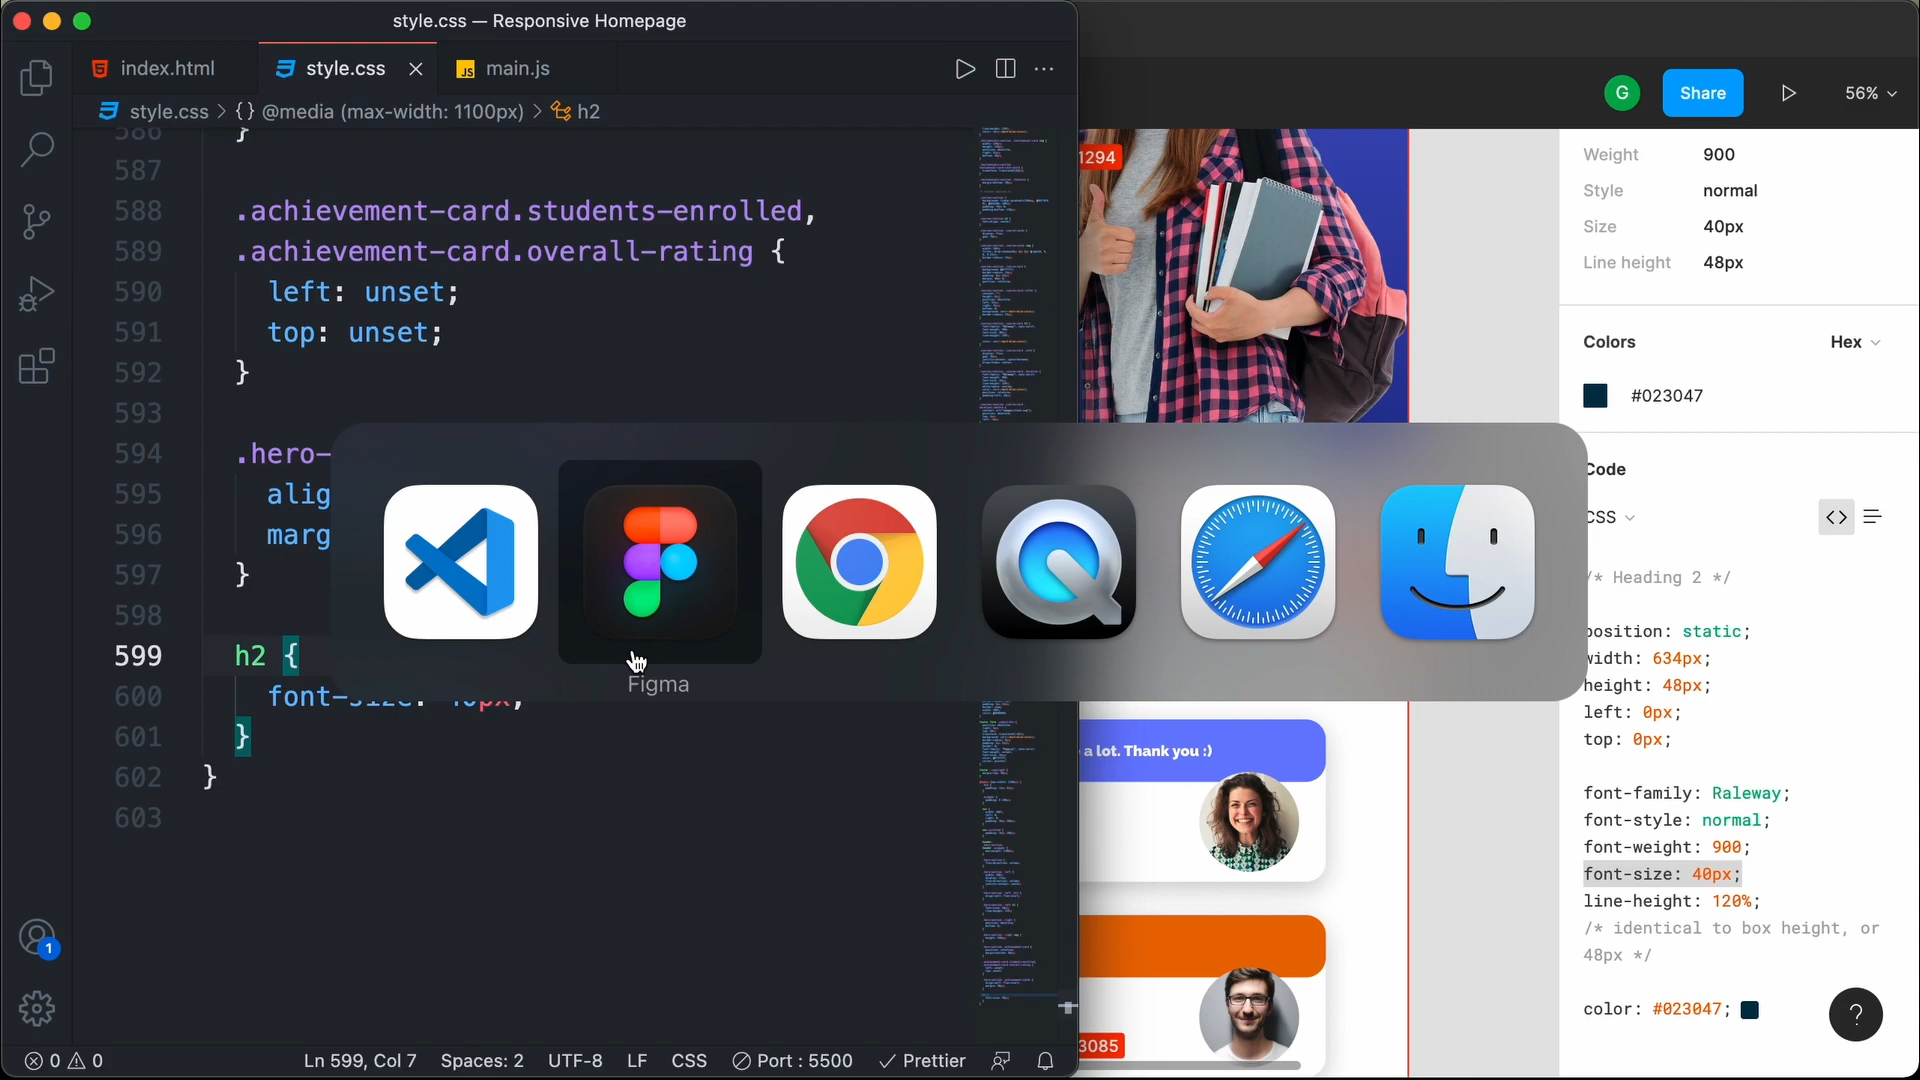 style.css — Responsive Homepage
index.html
style.css
JS main.js
style.css > {} @media (max-width: 1100px) > h2
G
Share
56%
586 }
587
588 .achievement-card.students-enrolled,
589 .achievement-card.overall-rating {
590 left: unset;
591 top: unset;
592 }
593
594 .hero-
595 alig
596 marg
597 }
598
599 h2 {
600 font-size: 40px;
601 }
602 }
603
Figma
1294
a lot. Thank you :)
3085
Weight 900
Style normal
Size 40px
Line height 48px
Colors Hex
#023047
Code
CSS
/* Heading 2 */
position: static;
width: 634px;
height: 48px;
left: 0px;
top: 0px;
font-family: Raleway;
font-style: normal;
font-weight: 900;
font-size: 40px;
line-height: 120%;
/* identical to box height, or
48px */
color: #023047;
?
1
0 0
Ln 599, Col 7
Spaces: 2
UTF-8
LF
CSS
Port : 5500
Prettier